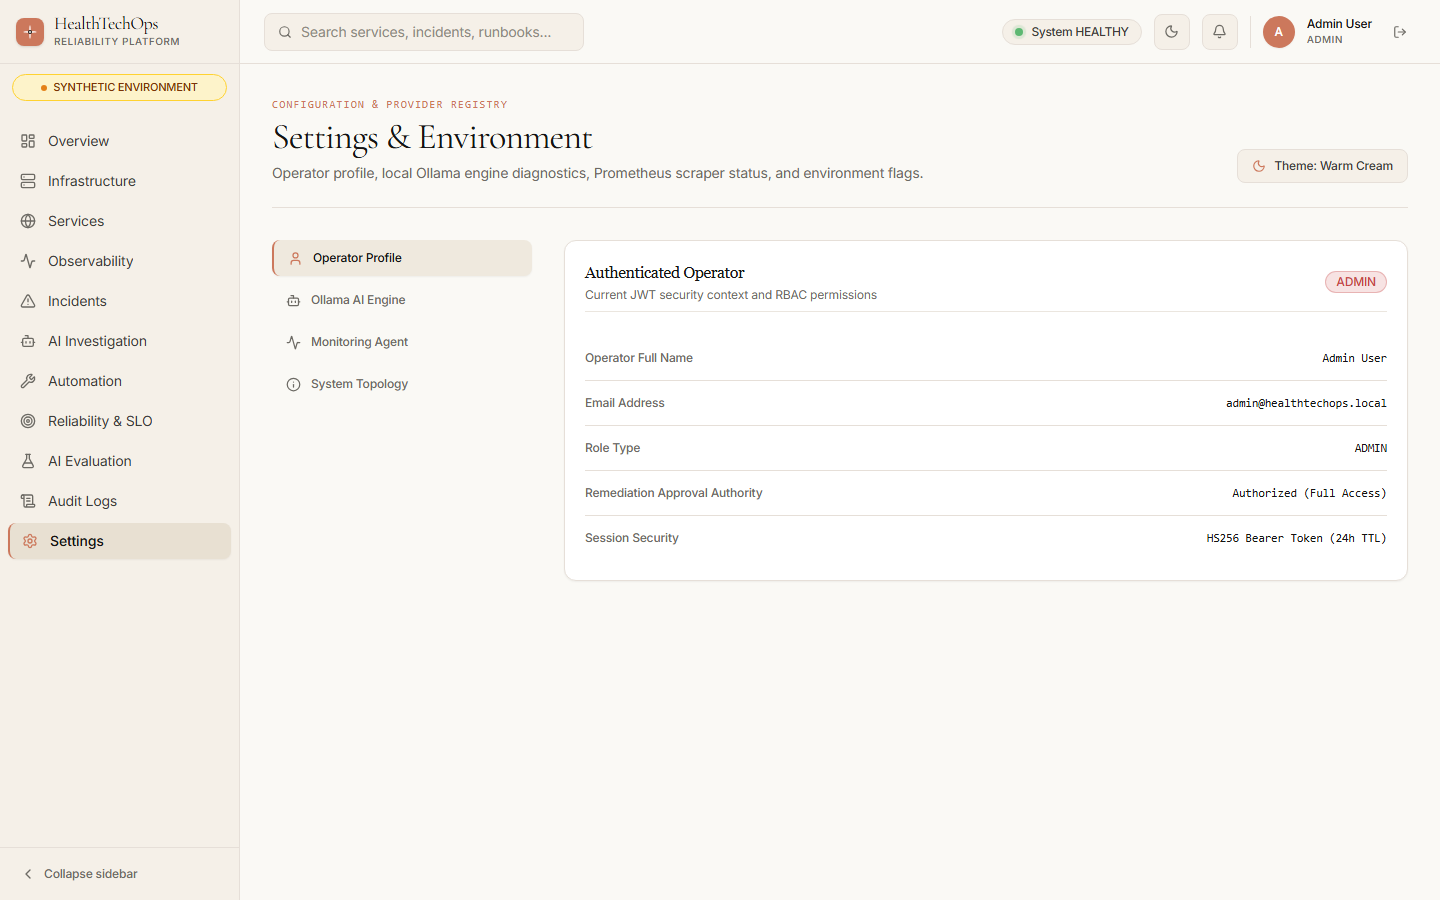 HealthTechOps
RELIABILITY PLATFORM
SYNTHETIC ENVIRONMENT
Overview
Infrastructure
Services
Observability
Incidents
AI Investigation
Automation
Reliability & SLO
AI Evaluation
Audit Logs
Settings
Collapse sidebar
Search services, incidents, runbooks...
System HEALTHY
A
Admin User
ADMIN
CONFIGURATION & PROVIDER REGISTRY
Settings & Environment
Operator profile, local Ollama engine diagnostics, Prometheus scraper status, and environment flags.
Theme: Warm Cream
Operator Profile
Ollama AI Engine
Monitoring Agent
System Topology
Authenticated Operator
Current JWT security context and RBAC permissions
ADMIN
Operator Full Name Admin User
Email Address admin@healthtechops.local
Role Type ADMIN
Remediation Approval Authority Authorized (Full Access)
Session Security HS256 Bearer Token (24h TTL)